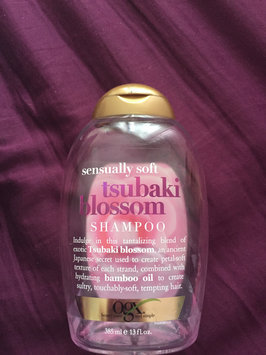 sensually soft
tsubaki
blossom
SHAMPOO
Indulge in this tantalizing blend of
exotic Tsubaki blossom, an ancient
Japanese secret used to create petal-soft
texture of each strand, combined with
hydrating bamboo oil to create
sultry, touchably-soft, tempting hair.
ogx
385 ml ℮ 13 fl. oz.